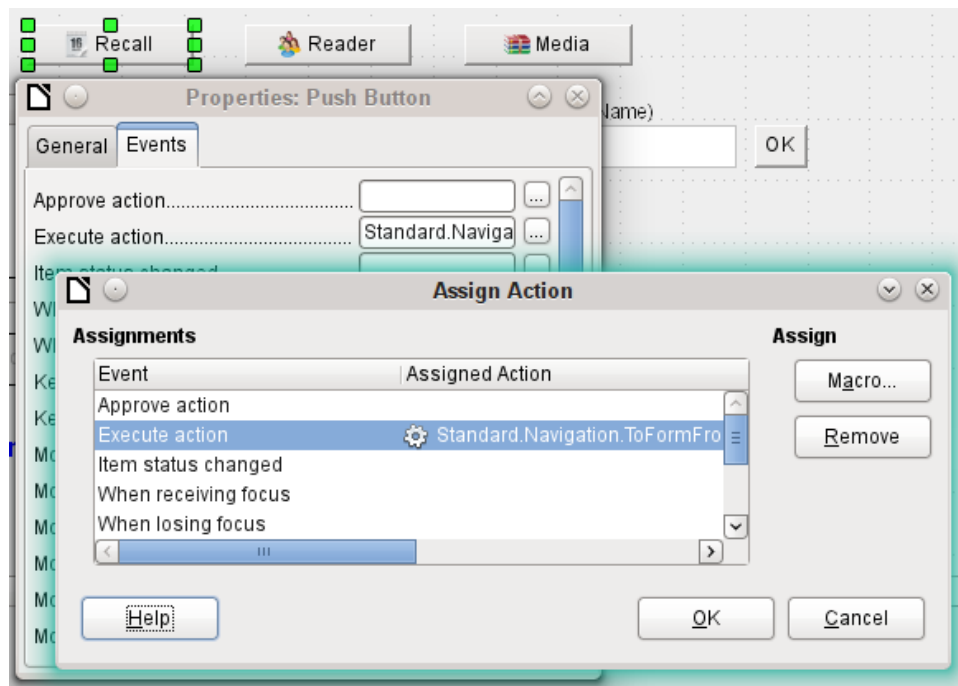 Recall Reader Media
Properties: Push Button
Name)
General Events
OK
Approve action
Execute action Standard.Naviga
Assign Action
Assignments Assign
Event Assigned Action
Macro...
Approve action
Execute action Standard.Navigation.ToFormFro
Remove
Item status changed
When receiving focus
When losing focus
Help OK Cancel